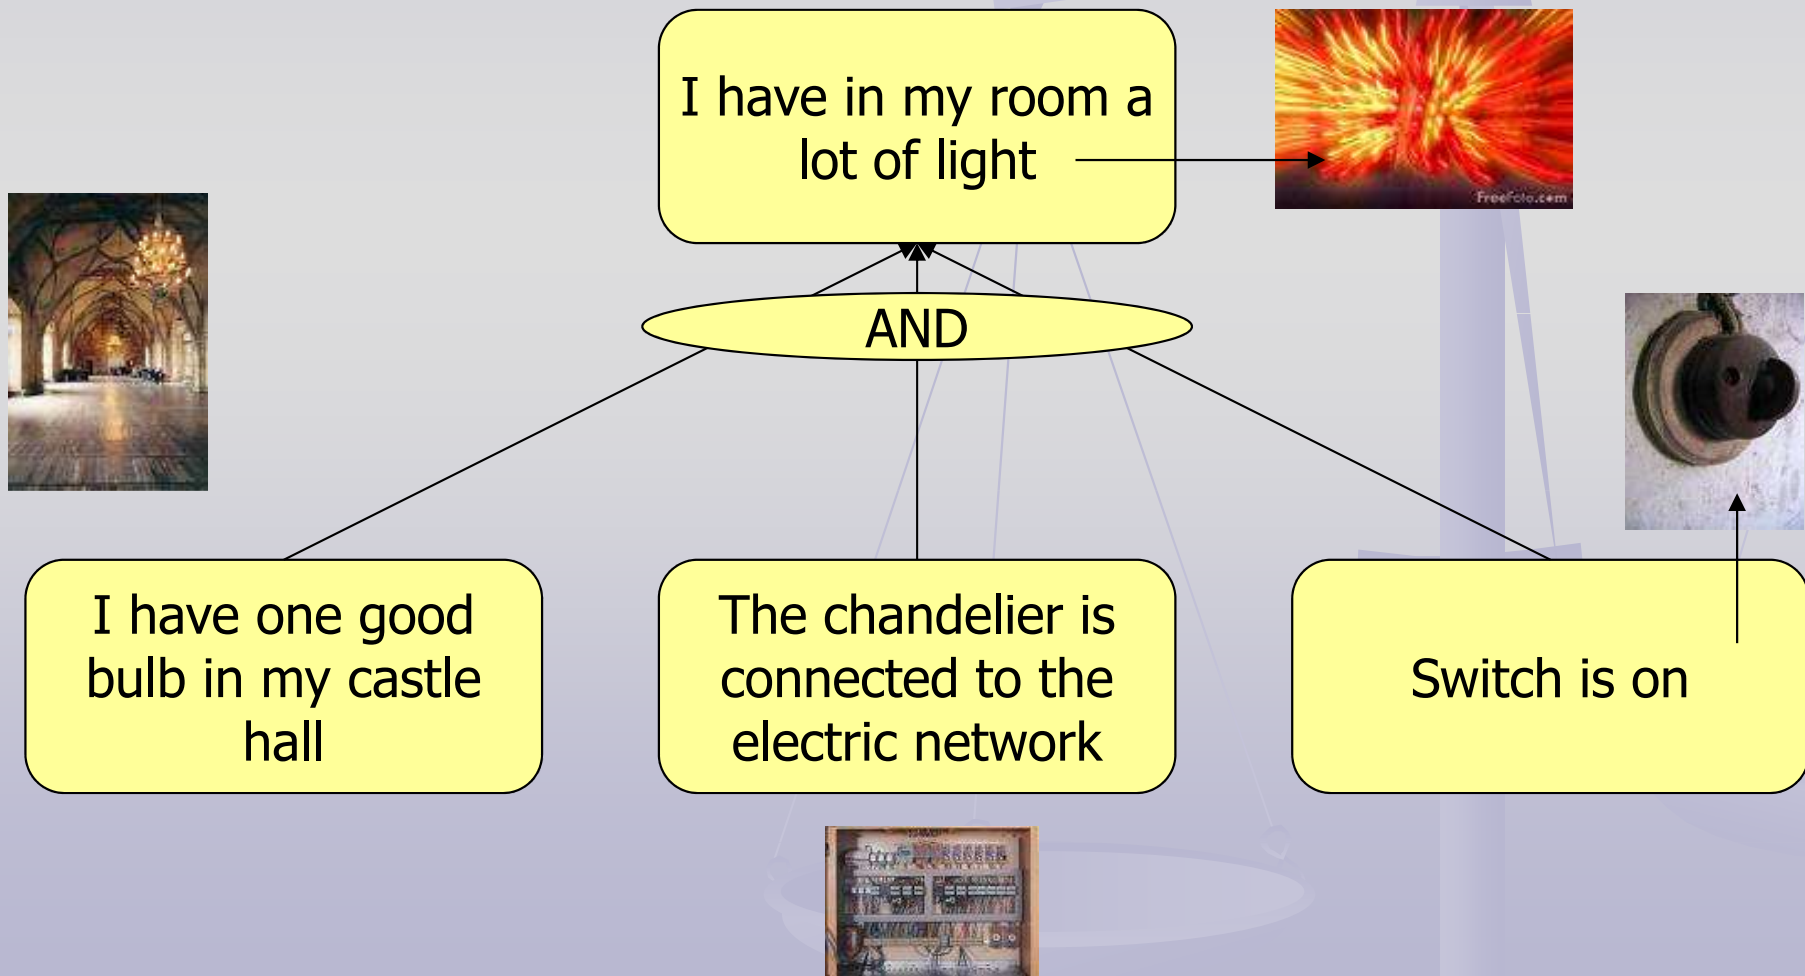 I have in my room a
lot of light
FreeFoto.com
AND
I have one good
bulb in my castle
hall
The chandelier is
connected to the
electric network
Switch is on